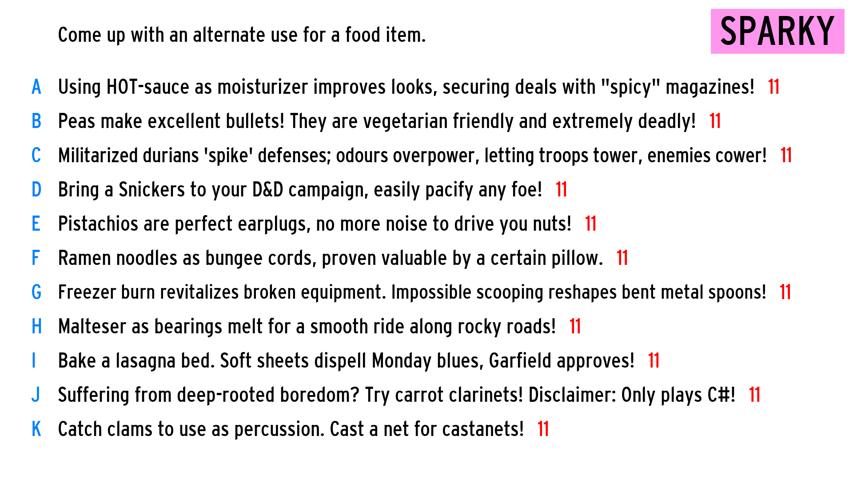 Come up with an alternate use for a food item.
SPARKY
A Using HOT-sauce as moisturizer improves looks, securing deals with "spicy" magazines! 11
B Peas make excellent bullets! They are vegetarian friendly and extremely deadly! 11
C Militarized durians 'spike' defenses; odours overpower, letting troops tower, enemies cower! 11
D Bring a Snickers to your D&D campaign, easily pacify any foe! 11
E Pistachios are perfect earplugs, no more noise to drive you nuts! 11
F Ramen noodles as bungee cords, proven valuable by a certain pillow. 11
G Freezer burn revitalizes broken equipment. Impossible scooping reshapes bent metal spoons! 11
H Malteser as bearings melt for a smooth ride along rocky roads! 11
I Bake a lasagna bed. Soft sheets dispell Monday blues, Garfield approves! 11
J Suffering from deep-rooted boredom? Try carrot clarinets! Disclaimer: Only plays C#! 11
K Catch clams to use as percussion. Cast a net for castanets! 11